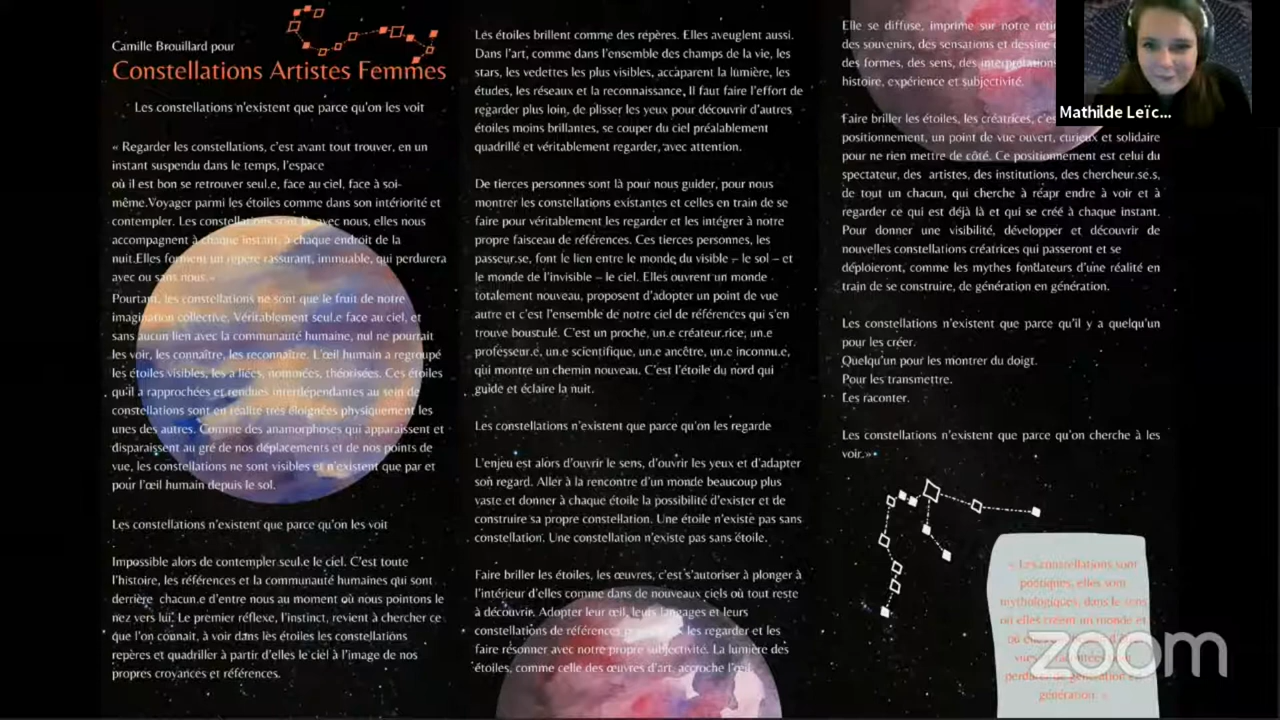 Camille Brouillard pour
Constellations Artistes Femmes
Les constellations n'existent que parce qu'on les voit
« Regarder les constellations, c'est avant tout trouver, en un
instant suspendu dans le temps, l'espace
où il est bon se retrouver seul.e, face au ciel, face à soi-
même.Voyager parmi les étoiles comme dans son intériorité et
contempler. Les constellations sont là, avec nous, elles nous
accompagnent à chaque instant, à chaque endroit de la
nuit.Elles forment un repère rassurant, immuable, qui perdurera
avec ou sans nous.»
Pourtant, les constellations ne sont que le fruit de notre
imagination collective. Véritablement seul.e face au ciel, et
sans aucun lien avec la communauté humaine, nul ne pourrait
les voir, les connaître, les reconnaître. L'œil humain a regroupé
les étoiles visibles, les a liées, nommées, théorisées. Ces étoiles
qu'il a rapprochées et rendues interdépendantes au sein de
constellations sont en réalité très éloignées physiquement les
unes des autres. Comme des anamorphoses qui apparaissent et
disparaissent au gré de nos déplacements et de nos points de
vue, les constellations ne sont visibles et n'existent que par et
pour l'œil humain depuis le sol.
Les constellations n'existent que parce qu'on les voit
Impossible alors de contempler seul.e le ciel. C'est toute
l'histoire, les références et la communauté humaines qui sont
derrière chacun.e d'entre nous au moment où nous pointons le
nez vers lui. Le premier réflexe, l'instinct, revient à chercher ce
que l'on connait, à voir dans les étoiles les constellations
repères et quadriller à partir d'elles le ciel à l'image de nos
propres croyances et références.
Les étoiles brillent comme des repères. Elles aveuglent aussi.
Dans l'art, comme dans l'ensemble des champs de la vie, les
stars, les vedettes les plus visibles, accaparent la lumière, les
études, les réseaux et la reconnaissance. Il faut faire l'effort de
regarder plus loin, de plisser les yeux pour découvrir d'autres
étoiles moins brillantes, se couper du ciel préalablement
quadrillé et véritablement regarder, avec attention.
De tierces personnes sont là pour nous guider, pour nous
montrer les constellations existantes et celles en train de se
faire pour véritablement les regarder et les intégrer à notre
propre faisceau de références. Ces tierces personnes, les
passeur.se, font le lien entre le monde du visible – le sol – et
le monde de l'invisible – le ciel. Elles ouvrent un monde
totalement nouveau, proposent d'adopter un point de vue
autre et c'est l'ensemble de notre ciel de références qui s'en
trouve bousculé. C'est un proche, un.e créateur.rice, un.e
professeur.e, un.e scientifique, un.e ancêtre, un.e inconnu.e,
qui montre un chemin nouveau. C'est l'étoile du nord qui
guide et éclaire la nuit.
Les constellations n'existent que parce qu'on les regarde
L'enjeu est alors d'ouvrir le sens, d'ouvrir les yeux et d'adapter
son regard. Aller à la rencontre d'un monde beaucoup plus
vaste et donner à chaque étoile la possibilité d'exister et de
construire sa propre constellation. Une étoile n'existe pas sans
constellation. Une constellation n'existe pas sans étoile.
Faire briller les étoiles, les œuvres, c'est s'autoriser à plonger à
l'intérieur d'elles comme dans de nouveaux ciels où tout reste
à découvrir. Adopter leur œil, leurs langages et leurs
constellations de références les regarder et les
faire résonner avec notre propre subjectivité. La lumière des
étoiles, comme celle des œuvres d'art, accroche l'œil.
Elle se diffuse, imprime sur notre
des souvenirs, des sensations et dessine
des formes, des sens, des interprétations
histoire, expérience et subjectivité.
Faire briller les étoiles, les créatrices,
positionnement, un point de vue ouvert, curieux et solidaire
pour ne rien mettre de côté. Ce positionnement est celui du
spectateur, des artistes, des institutions, des chercheur.se.s,
de tout un chacun, qui cherche à réapr endre à voir et à
regarder ce qui est déjà là et qui se créé à chaque instant.
Pour donner une visibilité, développer et découvrir de
nouvelles constellations créatrices qui passeront et se
déploieront, comme les mythes fondateurs d'une réalité en
train de se construire, de génération en génération.
Les constellations n'existent que parce qu'il y a quelqu'un
pour les créer.
Quelqu'un pour les montrer du doigt.
Pour les transmettre.
Les raconter.
Les constellations n'existent que parce qu'on cherche à les
voir.»
Mathilde Leïc...
« Les constellations sont
poétiques, elles sont
mythologiques, dans le sens
où elles créent un monde et
génération. »
zoom